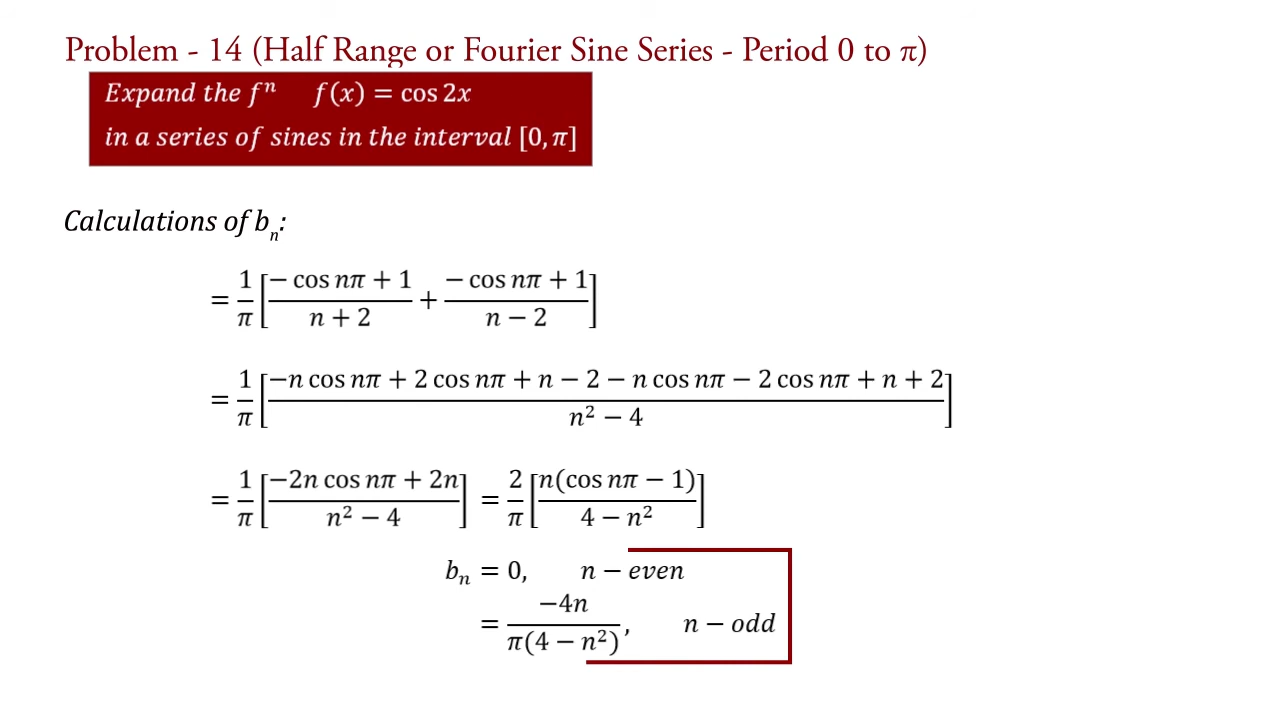 Problem - 14 (Half Range or Fourier Sine Series - Period 0 to π)
Expand the fⁿ f(x) = cos 2x
in a series of sines in the interval [0, π]
Calculations of bₙ:
= 1/π [(− cos nπ + 1)/(n + 2) + (− cos nπ + 1)/(n − 2)]
= 1/π [(−n cos nπ + 2 cos nπ + n − 2 − n cos nπ − 2 cos nπ + n + 2)/(n² − 4)]
= 1/π [(−2n cos nπ + 2n)/(n² − 4)] = 2/π [n(cos nπ − 1)/(4 − n²)]
bₙ = 0, n − even
= −4n/(π(4 − n²)), n − odd